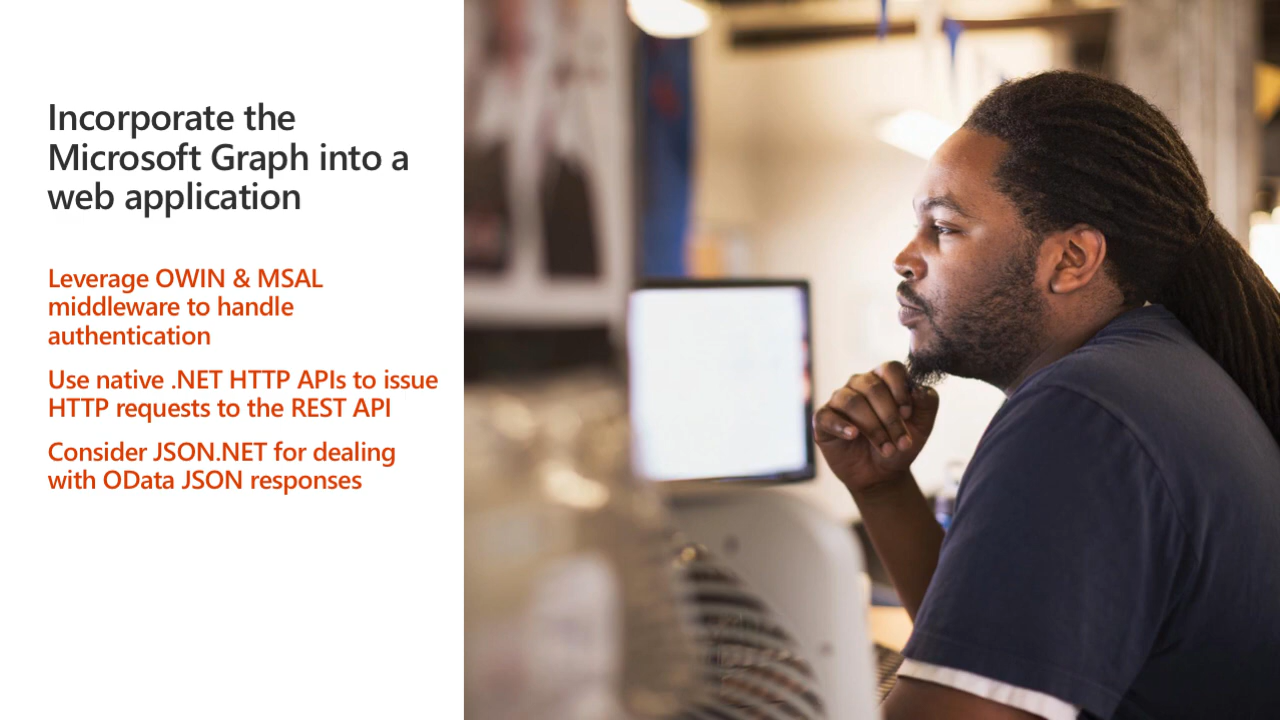 Incorporate the
Microsoft Graph into a
web application
Leverage OWIN & MSAL
middleware to handle
authentication
Use native .NET HTTP APIs to issue
HTTP requests to the REST API
Consider JSON.NET for dealing
with OData JSON responses